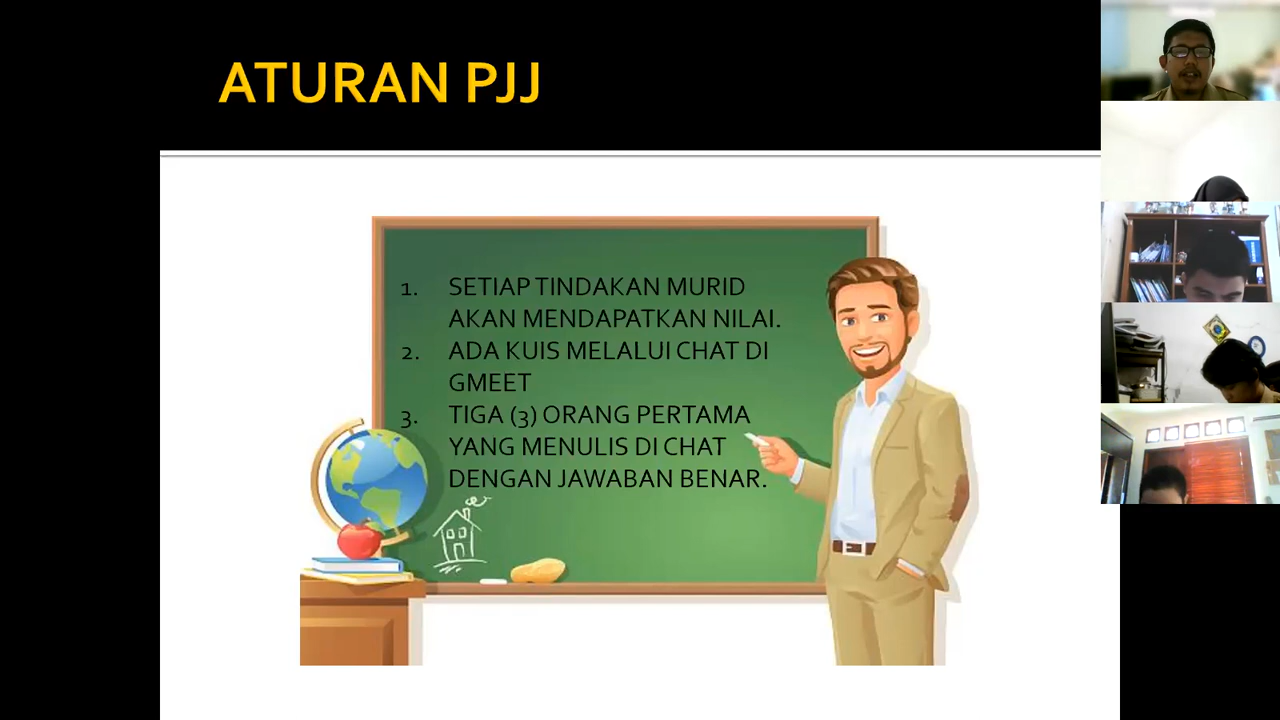 ATURAN PJJ
1. SETIAP TINDAKAN MURID
AKAN MENDAPATKAN NILAI.
2. ADA KUIS MELALUI CHAT DI
GMEET
3. TIGA (3) ORANG PERTAMA
YANG MENULIS DI CHAT
DENGAN JAWABAN BENAR.